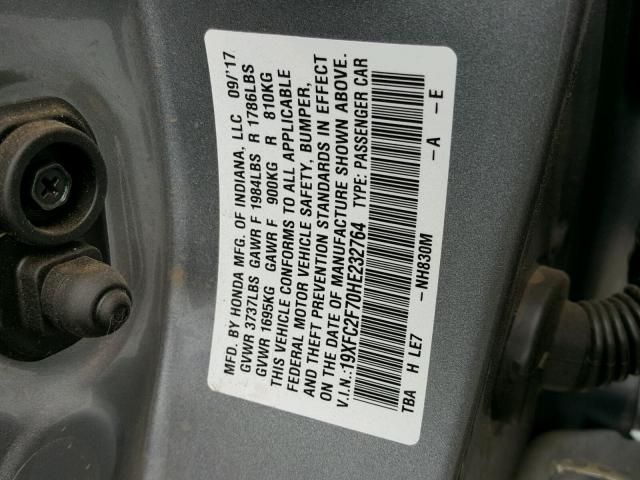 MFD. BY HONDA MFG. OF INDIANA, LLC 09/'17
GVWR 3737LBS GAWR F 1984LBS R 1786LBS
GVWR 1695KG GAWR F 900KG R 810KG
THIS VEHICLE CONFORMS TO ALL APPLICABLE
FEDERAL MOTOR VEHICLE SAFETY, BUMPER,
AND THEFT PREVENTION STANDARDS IN EFFECT
ON THE DATE OF MANUFACTURE SHOWN ABOVE.
V.I.N.:19XFC2F70HE232764 TYPE: PASSENGER CAR
TBA H LE7 -NH830M -A -E